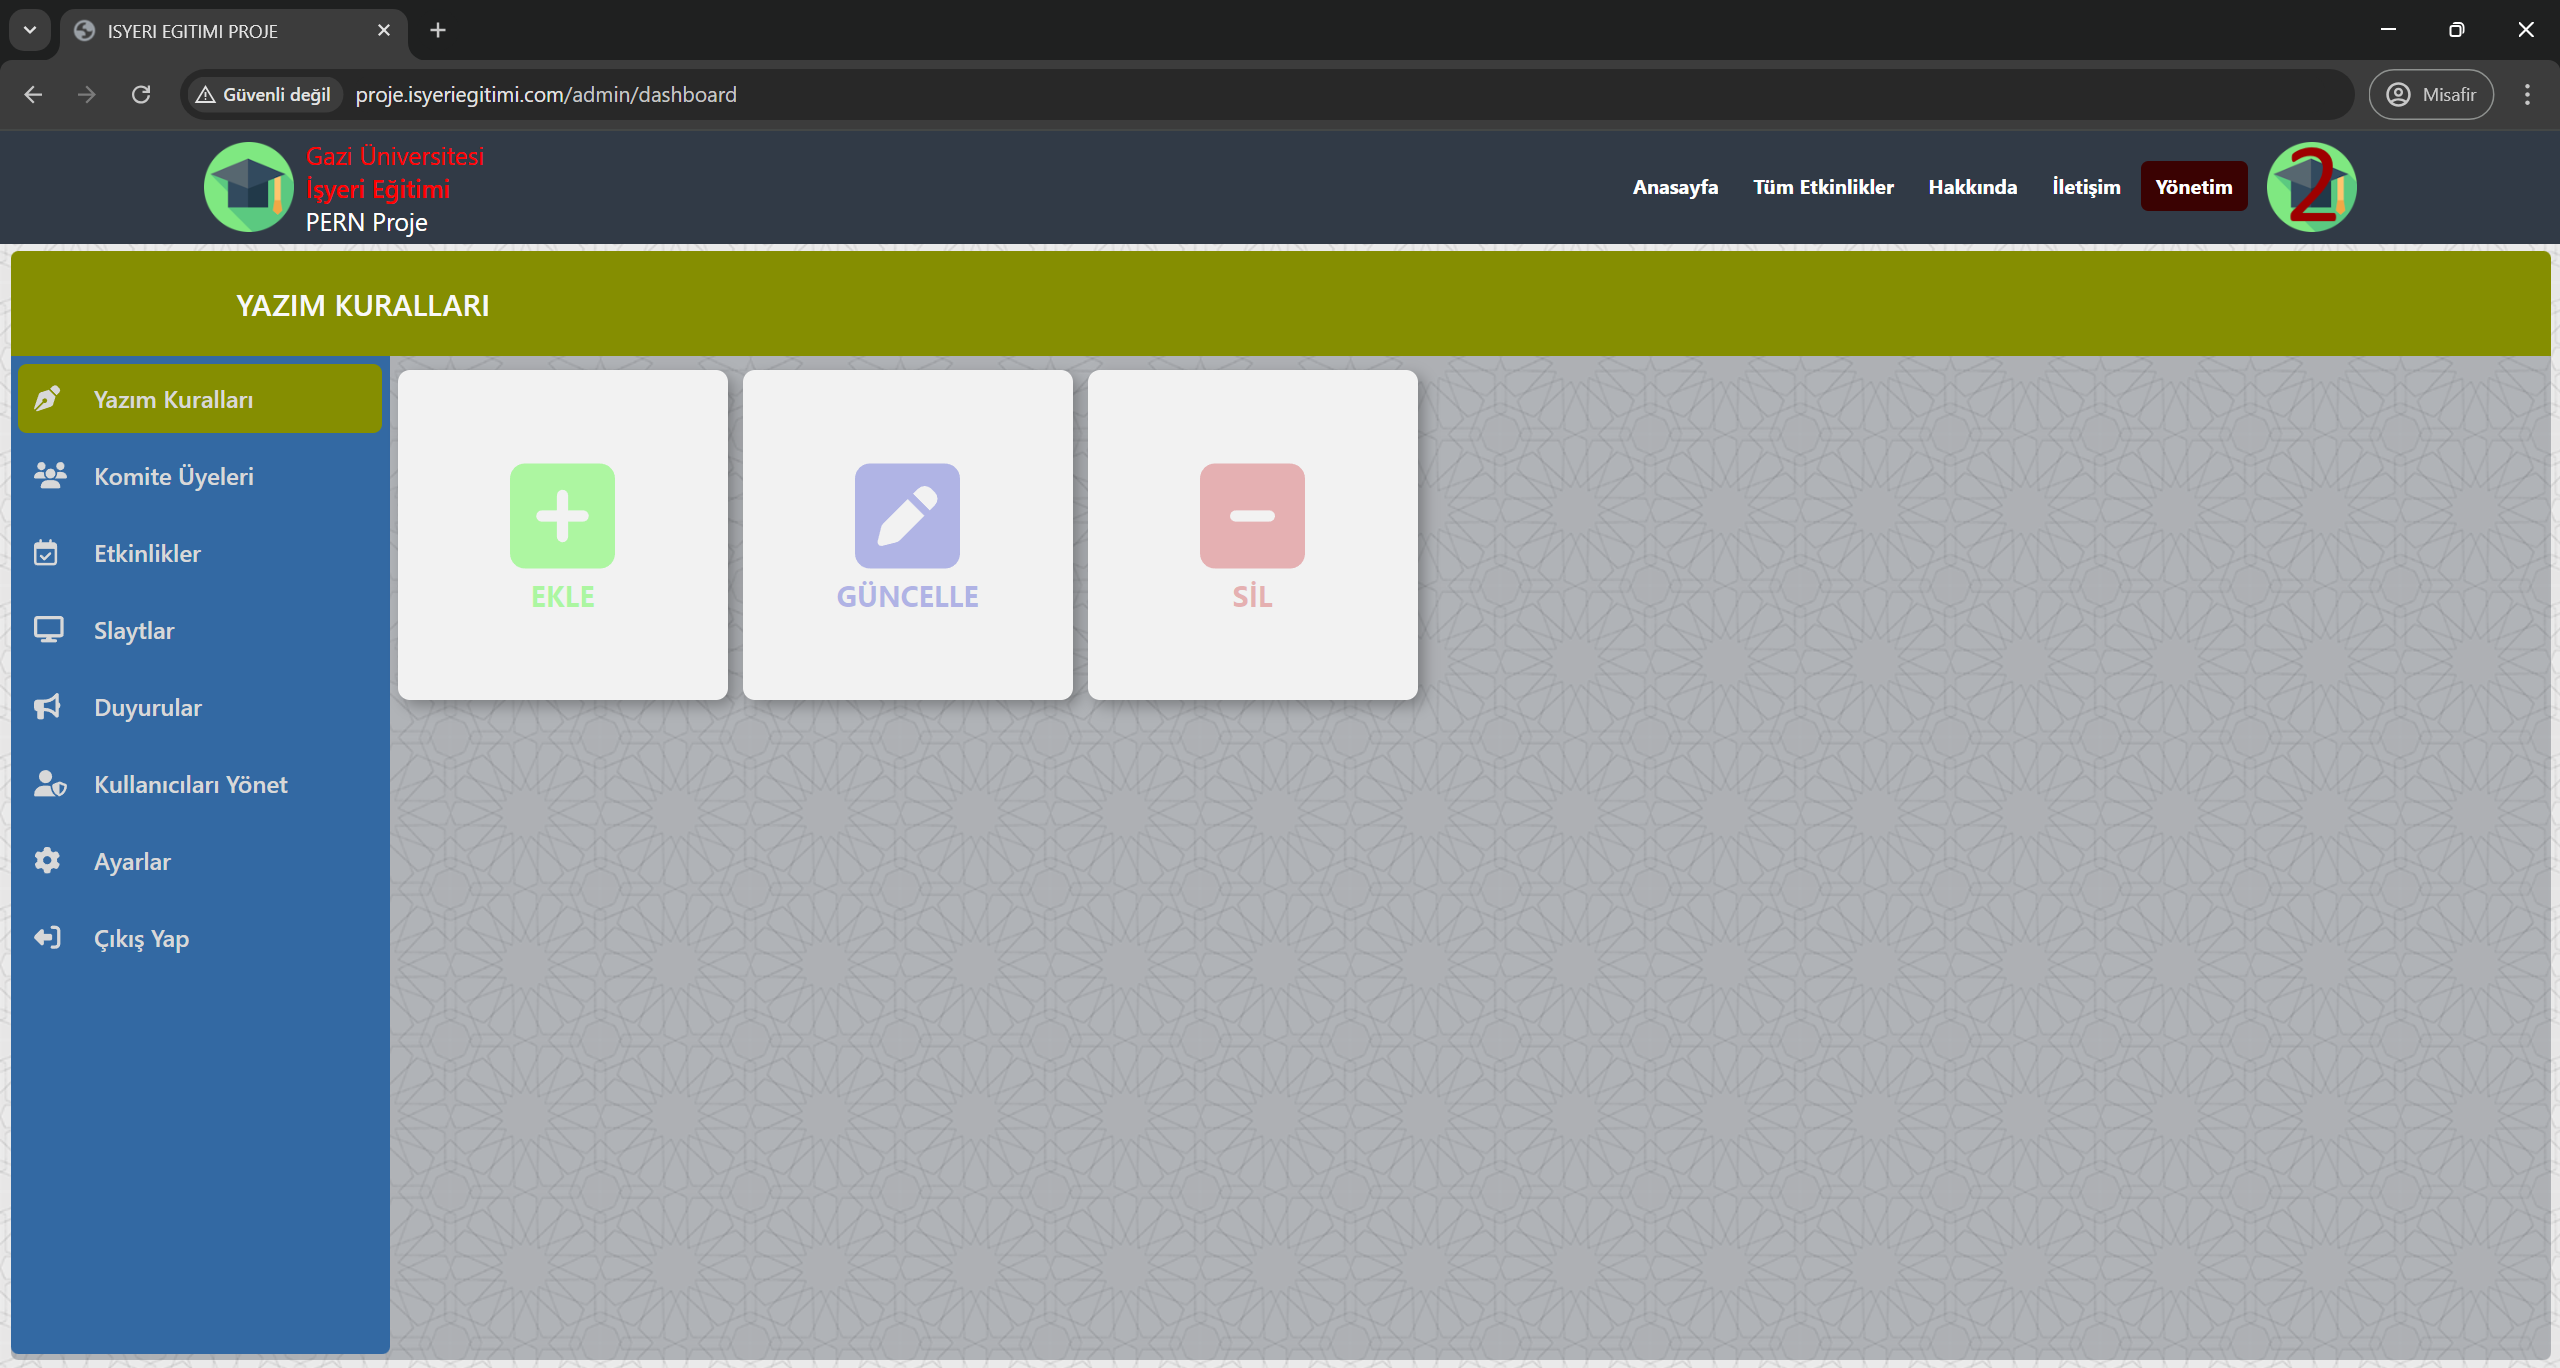 ISYERI EGITIMI PROJE
Güvenli değil
proje.isyeriegitimi.com/admin/dashboard
Misafir
Gazi Üniversitesi
İşyeri Eğitimi
PERN Proje
Anasayfa
Tüm Etkinlikler
Hakkında
İletişim
Yönetim
2
YAZIM KURALLARI
Yazım Kuralları
Komite Üyeleri
Etkinlikler
Slaytlar
Duyurular
Kullanıcıları Yönet
Ayarlar
Çıkış Yap
EKLE
GÜNCELLE
SİL